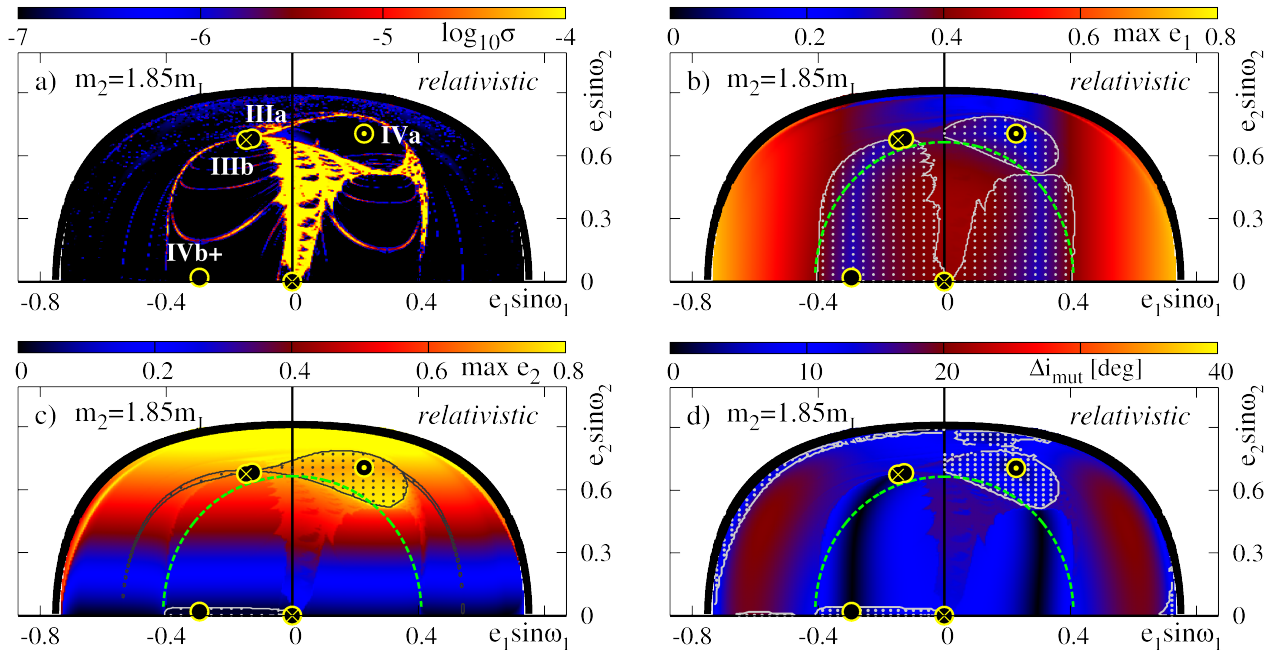 -7 -6 -5 log₁₀σ -4
a) m₂=1.85m_J relativistic
IIIa
IVa
IIIb
IVb+
0.6
0.3
0
e₂sinω₂
-0.8 -0.4 0 0.4 e₁sinω₁
0 0.2 0.4 0.6 max e₁ 0.8
b) m₂=1.85m_J relativistic
0.6
0.3
0
e₂sinω₂
-0.8 -0.4 0 0.4 e₁sinω₁
0 0.2 0.4 0.6 max e₂ 0.8
c) m₂=1.85m_J relativistic
0.6
0.3
0
e₂sinω₂
-0.8 -0.4 0 0.4 e₁sinω₁
0 10 20 Δi_mut [deg] 40
d) m₂=1.85m_J relativistic
0.6
0.3
0
e₂sinω₂
-0.8 -0.4 0 0.4 e₁sinω₁